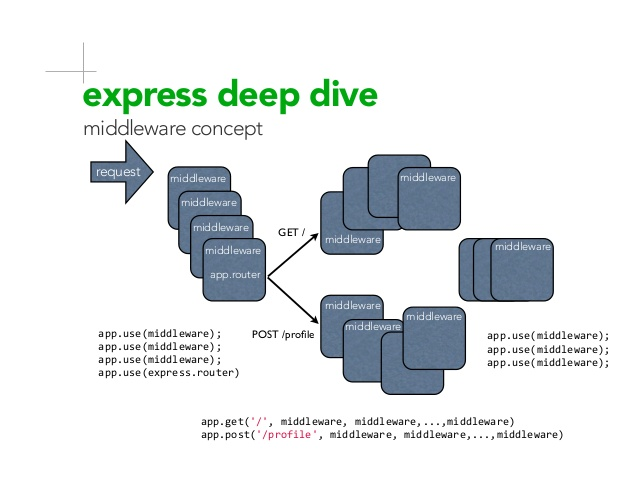 express deep dive
middleware concept
request
middleware
middleware
middleware
middleware
app.router
GET /
POST /profile
middleware
middleware
middleware
middleware
middleware
middleware
app.use(middleware);
app.use(middleware);
app.use(middleware);
app.use(express.router)
app.use(middleware);
app.use(middleware);
app.use(middleware);
app.get('/', middleware, middleware,...,middleware)
app.post('/profile', middleware, middleware,...,middleware)